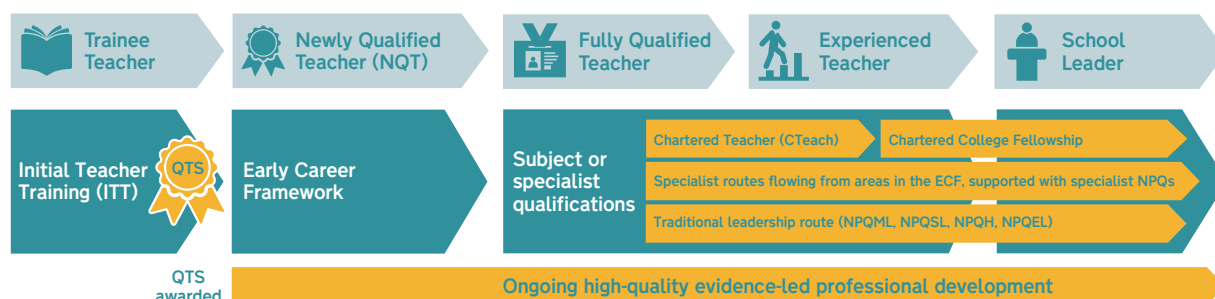 Trainee
Teacher
Newly Qualified
Teacher (NQT)
Fully Qualified
Teacher
Experienced
Teacher
School
Leader
Initial Teacher
Training (ITT)
QTS
Early Career
Framework
Subject or
specialist
qualifications
Chartered Teacher (CTeach)
Chartered College Fellowship
Specialist routes flowing from areas in the ECF, supported with specialist NPQs
Traditional leadership route (NPQML, NPQSL, NPQH, NPQEL)
QTS
awarded
Ongoing high-quality evidence-led professional development